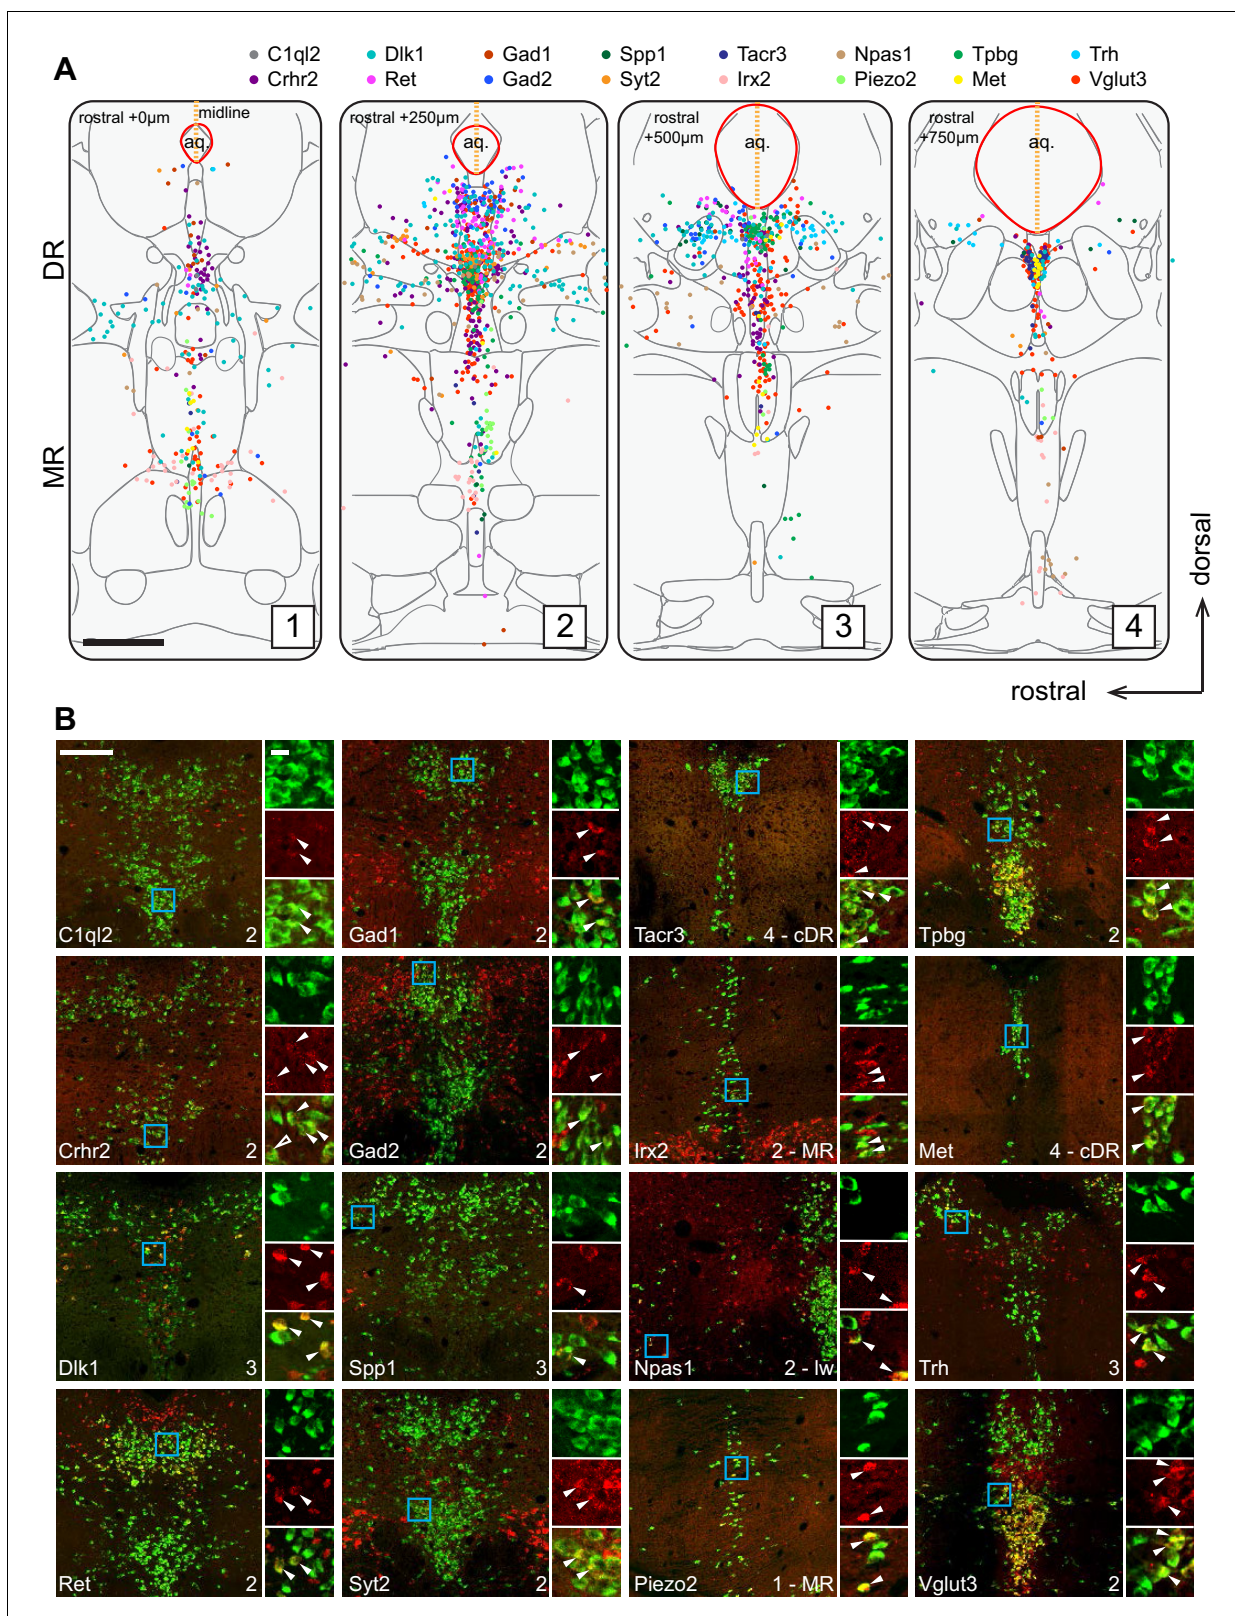 C1ql2 Dlk1 Gad1 Spp1 Tacr3 Npas1 Tpbg Trh
A
Crhr2 Ret Gad2 Syt2 Irx2 Piezo2 Met Vglut3
rostral +0µm midline
aq.
1
rostral +250µm
aq.
2
rostral
+500µm
aq.
3
rostral
+750µm
aq.
4
DR
MR
dorsal
rostral
B
C1ql2 2
Gad1 2
Tacr3 4 - cDR
Tpbg 2
Crhr2 2
Gad2 2
Irx2 2 - MR
Met 4 - cDR
Dlk1 3
Spp1 3
Npas1 2 - lw
Trh 3
Ret 2
Syt2 2
Piezo2 1 - MR
Vglut3 2